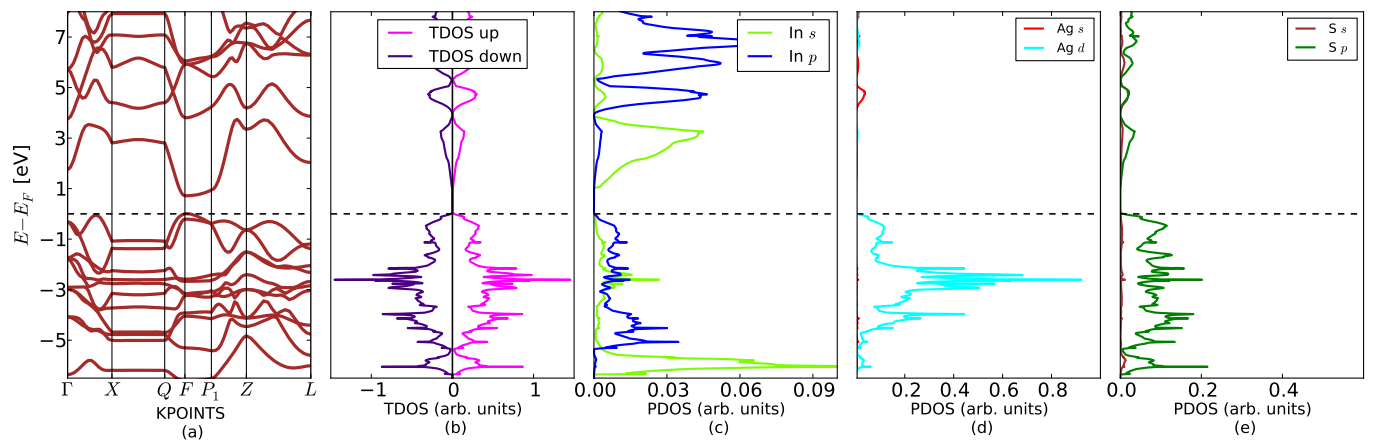 E−E_F [eV]
7
5
3
1
−1
−3
−5
Γ X Q F P₁ Z L
KPOINTS
(a)
TDOS up
TDOS down
−1 0 1
TDOS (arb. units)
(b)
In s
In p
0.00 0.03 0.06 0.10
PDOS (arb. units)
(c)
Ag s
Ag d
0.2 0.4 0.6 0.8
PDOS (arb. units)
(d)
S s
S p
0.0 0.2 0.4
PDOS (arb. units)
(e)